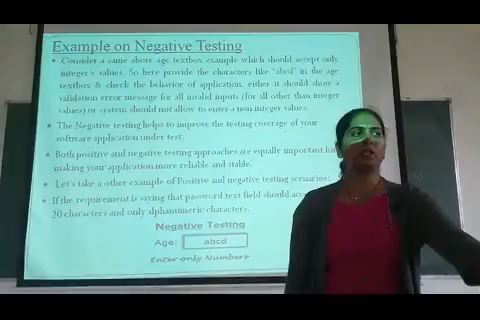 Example on Negative Testing
Consider a same above age textbox example which should accept only
integer's values. So here provide the characters like "abcd" in the age
textbox & check the behavior of application, either it should show a
validation error message for all invalid inputs (for all other than integer
values) or system should not allow to enter a non integer values.
The Negative testing helps to improve the testing coverage of your
software application under test.
Both positive and negative testing approaches are equally important for
making your application more reliable and stable.
Let's take a other example of Positive and negative testing scenarios:
If the requirement is saying that password text field should
20 characters and only alphanumeric characters.
Negative Testing
Age: abcd
Enter only Numbers